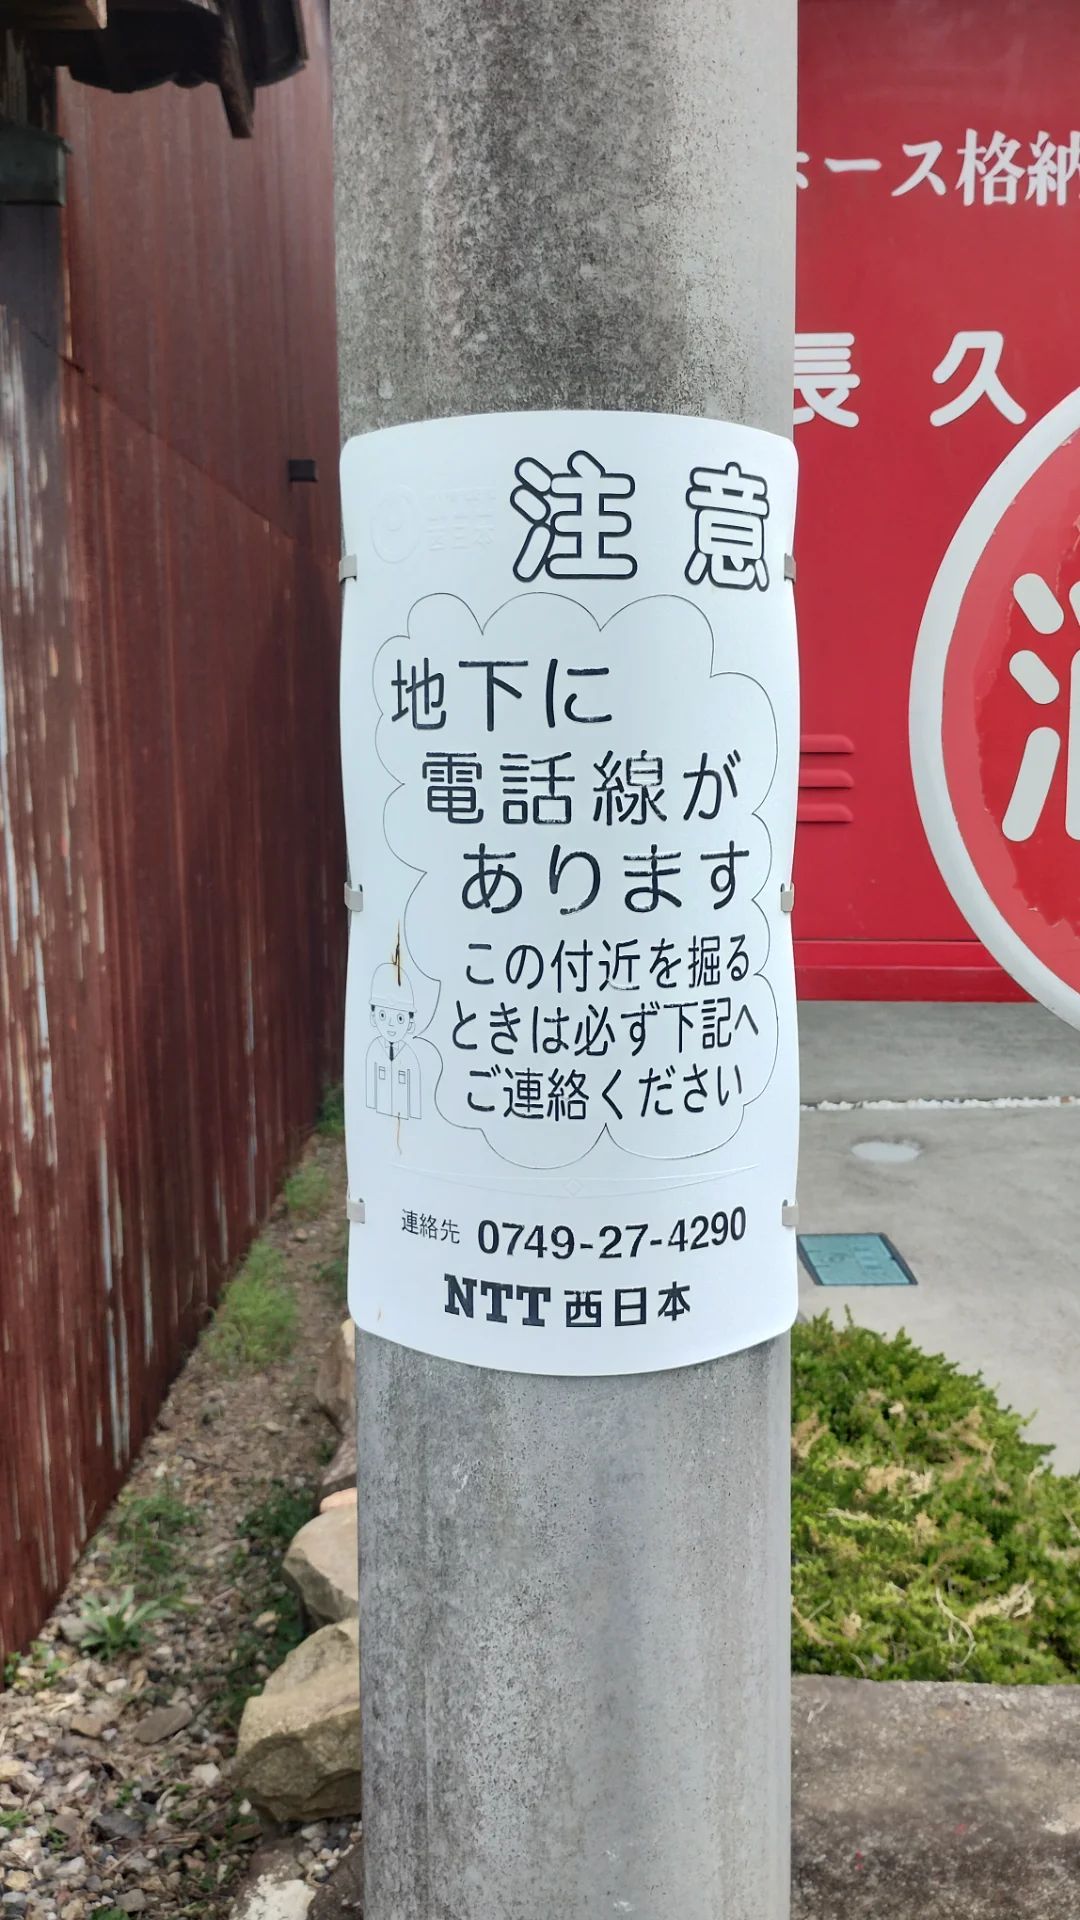 注意
地下に
電話線が
あります
この付近を掘る
ときは必ず下記へ
ご連絡ください
連絡先 0749-27-4290
NTT西日本
ホース格納
長久
消